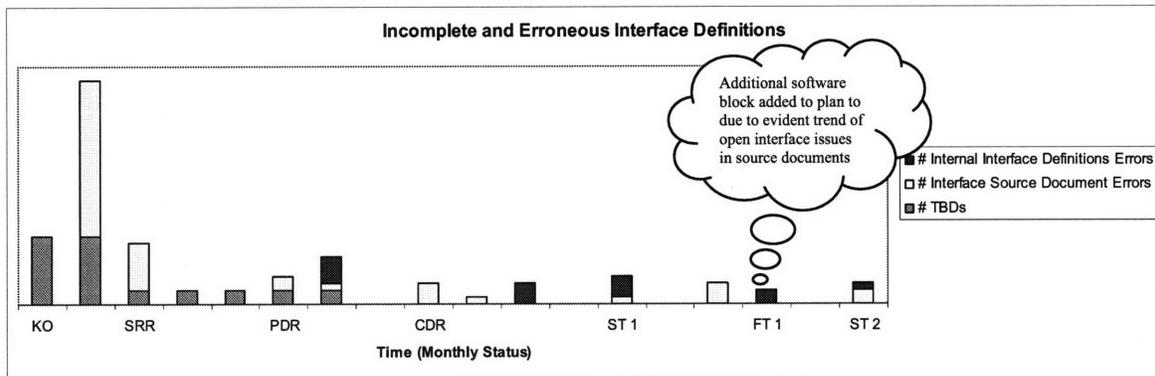 Incomplete and Erroneous Interface Definitions
Additional software
block added to plan to
due to evident trend of
open interface issues
in source documents
# Internal Interface Definitions Errors
# Interface Source Document Errors
# TBDs
KO SRR PDR CDR ST 1 FT 1 ST 2
Time (Monthly Status)